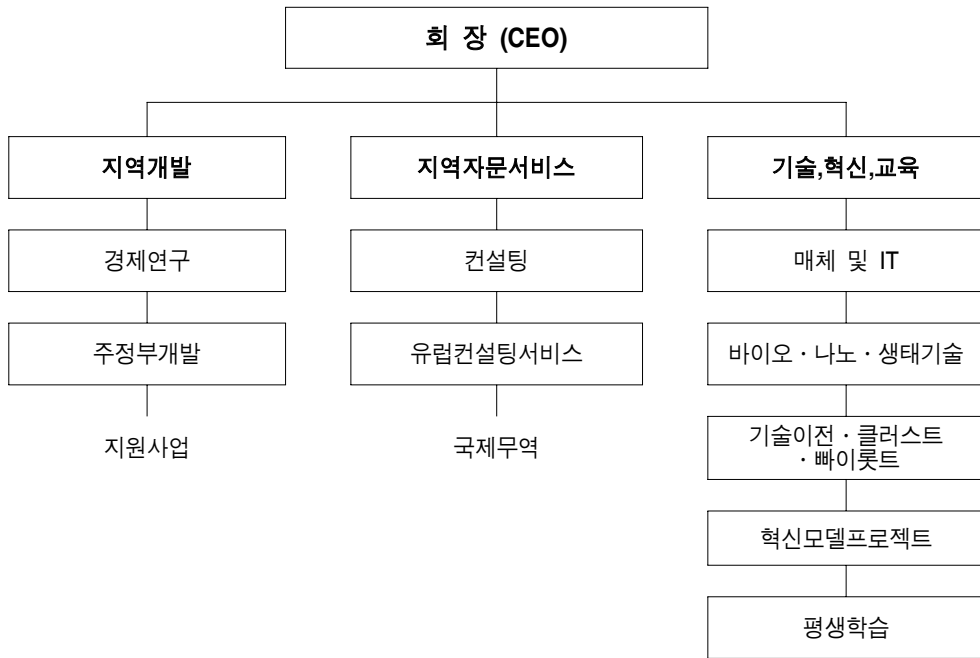 회 장 (CEO)
지역개발
지역자문서비스
기술,혁신,교육
경제연구
컨설팅
매체 및 IT
주정부개발
유럽컨설팅서비스
바이오·나노·생태기술
지원사업
국제무역
기술이전·클러스트
·빠이롯트
혁신모델프로젝트
평생학습